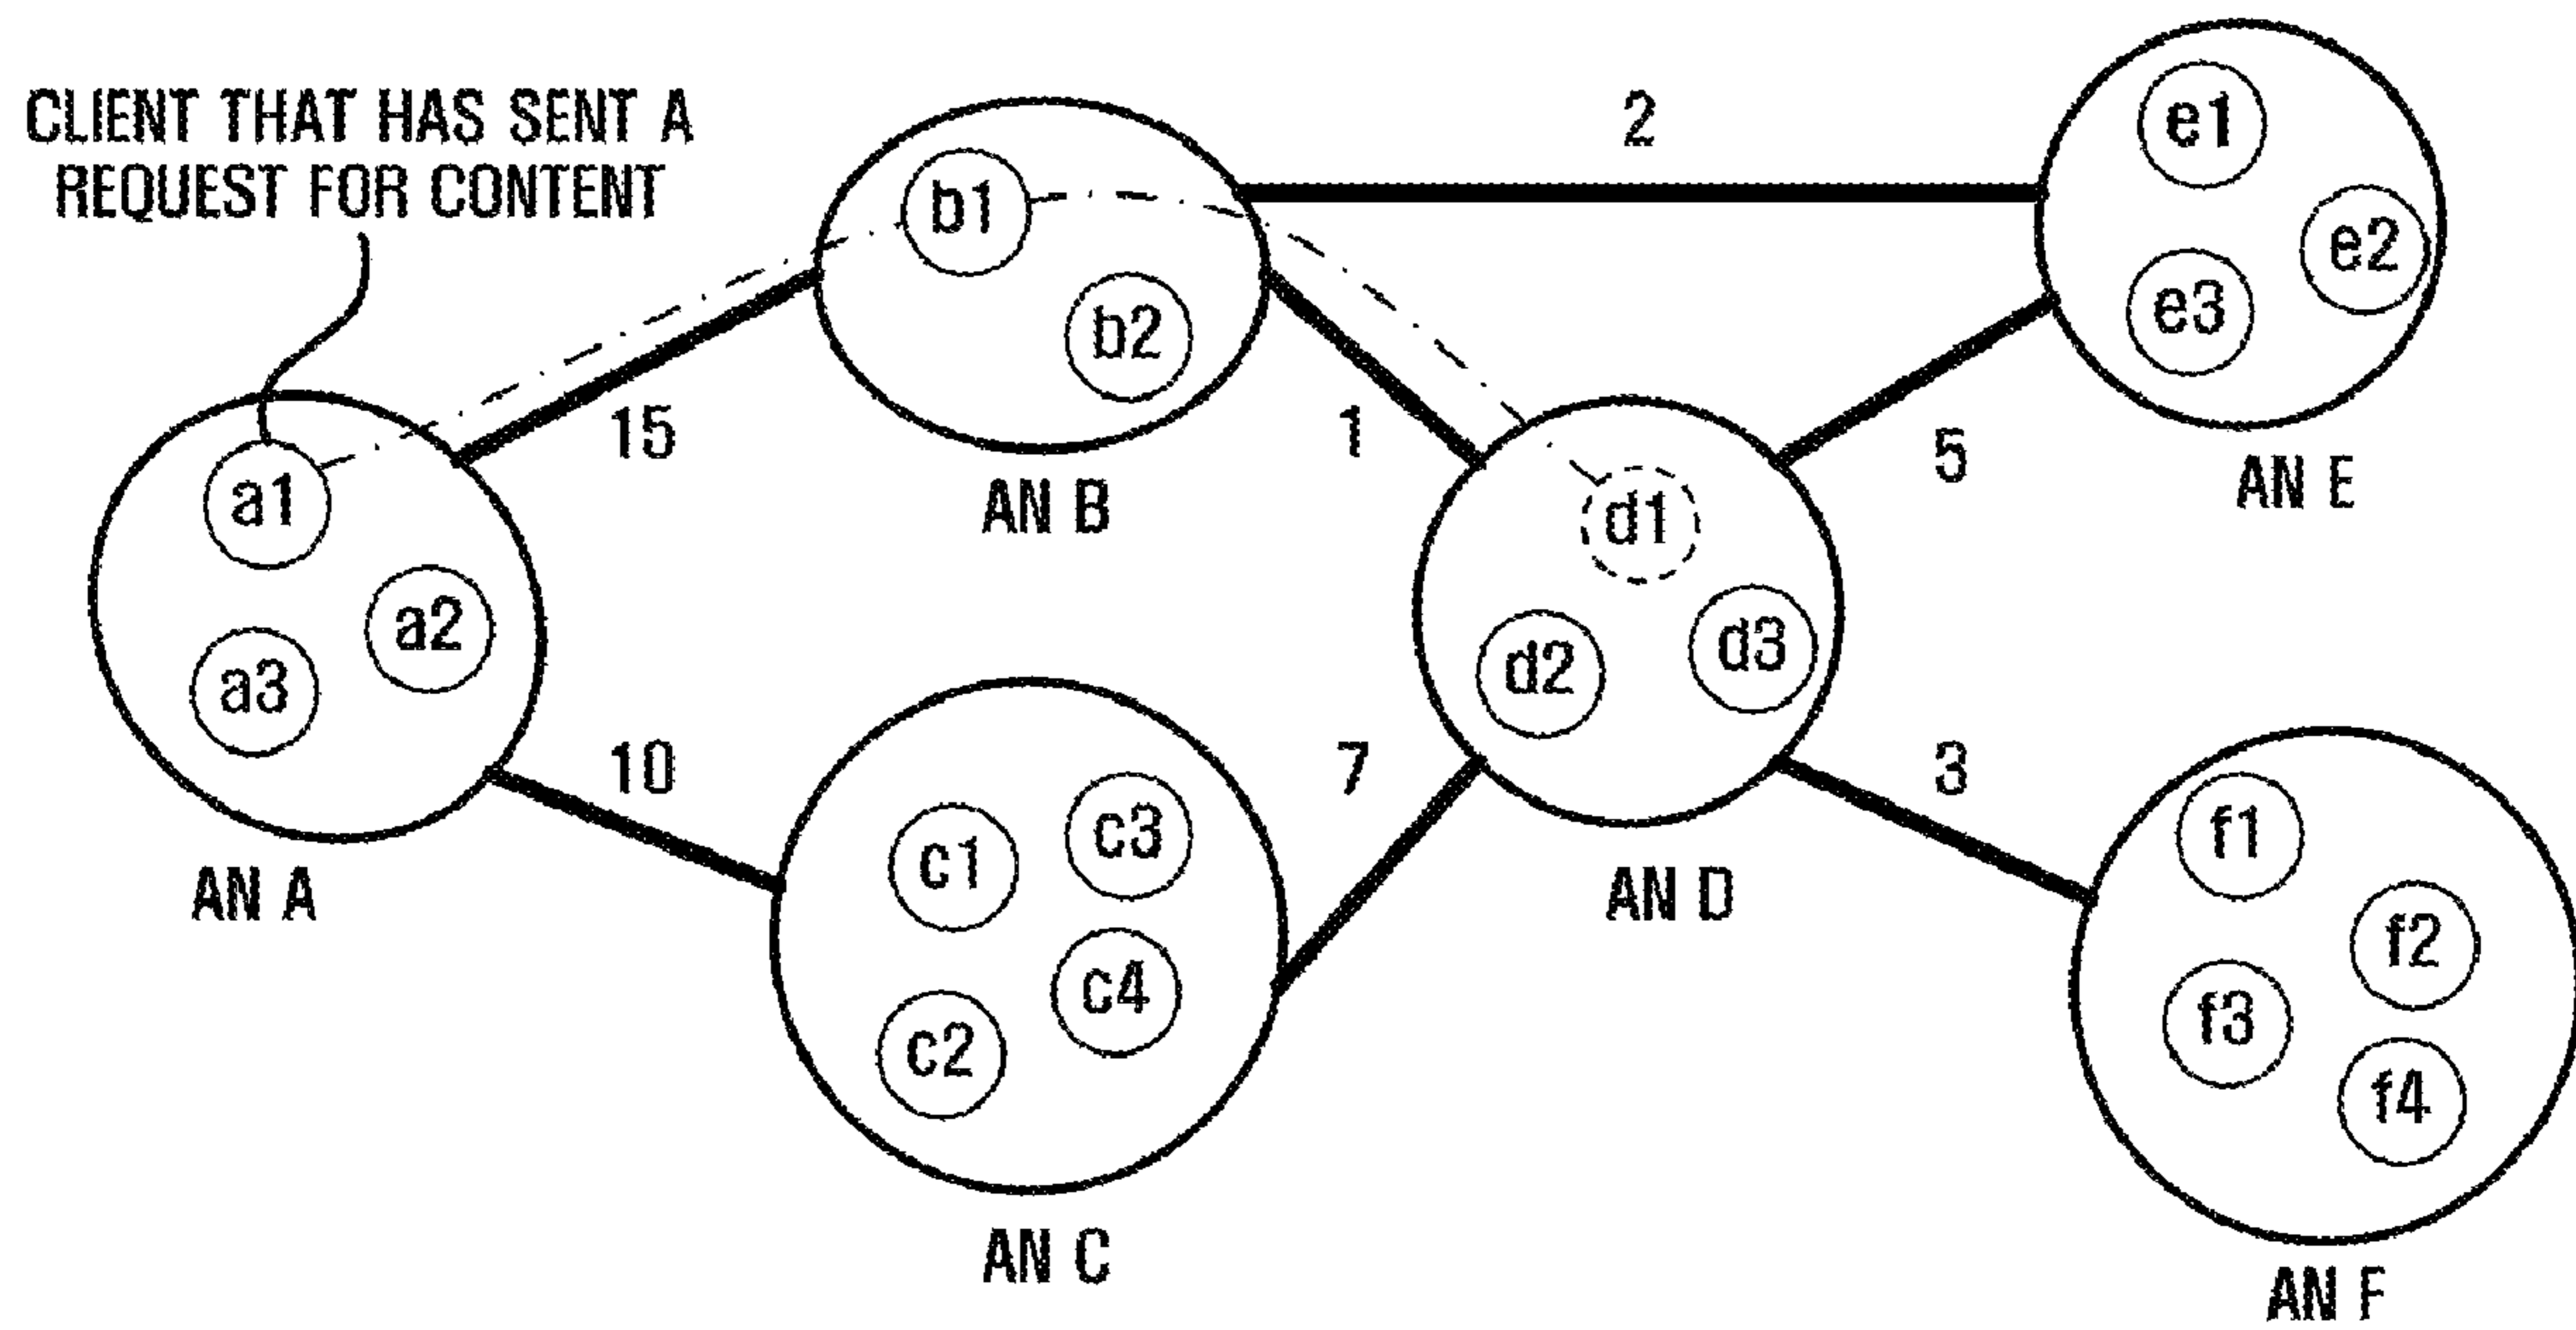 CLIENT THAT HAS SENT A
REQUEST FOR CONTENT
2
e1
e2
e3
AN E
b1
b2
AN B
15
1
5
a1
a2
a3
AN A
d1
d2
d3
AN D
10
7
3
c1
c3
c4
c2
AN C
f1
f2
f3
f4
AN F